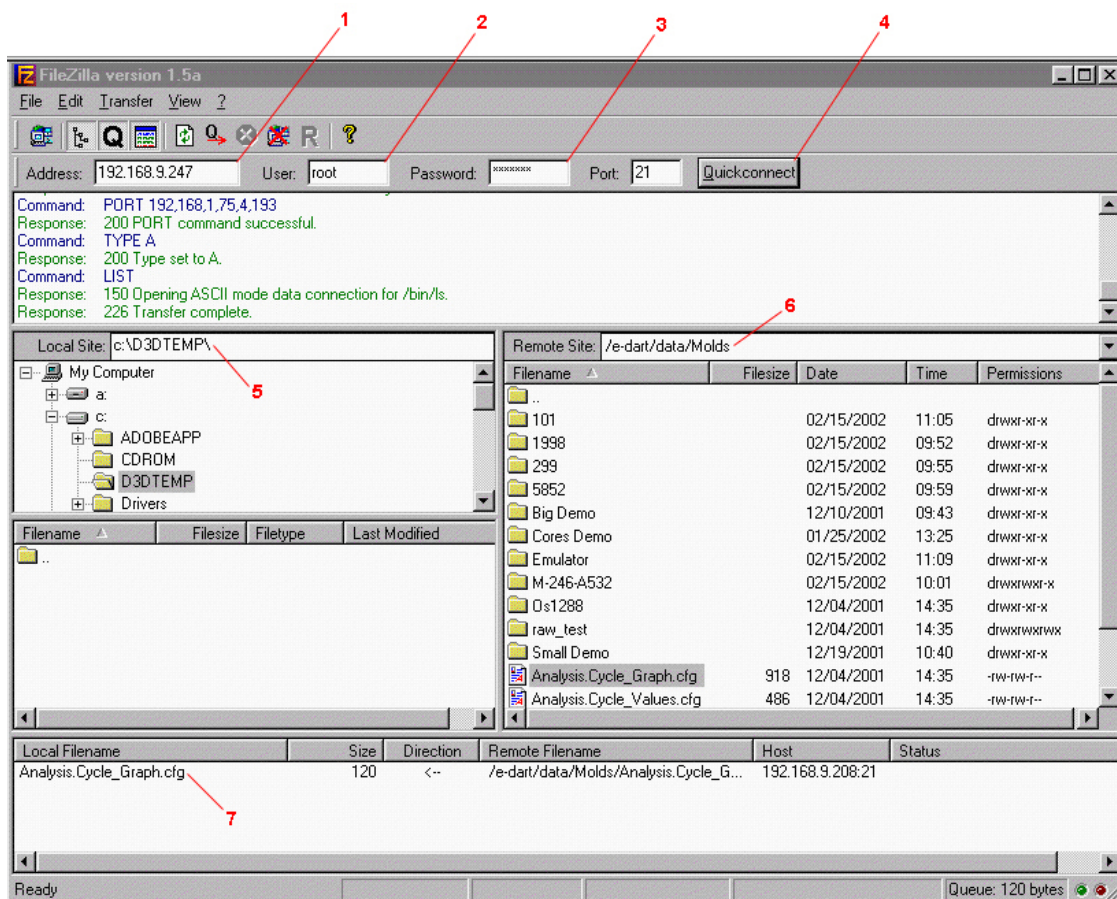 1 2 3 4
FileZilla version 1.5a
File Edit Transfer View ?
Address: 192.168.9.247 User: root Password: xxxxxxx Port: 21 Quickconnect
Command: PORT 192,168,1,75,4,193
Response: 200 PORT command successful.
Command: TYPE A
Response: 200 Type set to A.
Command: LIST
Response: 150 Opening ASCII mode data connection for /bin/ls.
Response: 226 Transfer complete.
6
Local Site: c:\D3DTEMP\
5
My Computer
a:
c:
ADOBEAPP
CDROM
D3DTEMP
Drivers
Filename Filesize Filetype Last Modified
..
Remote Site: /e-dart/data/Molds
Filename Filesize Date Time Permissions
..
101 02/15/2002 11:05 drwxr-xr-x
1998 02/15/2002 09:52 drwxr-xr-x
299 02/15/2002 09:55 drwxr-xr-x
5852 02/15/2002 09:59 drwxr-xr-x
Big Demo 12/10/2001 09:43 drwxr-xr-x
Cores Demo 01/25/2002 13:25 drwxr-xr-x
Emulator 02/15/2002 11:09 drwxr-xr-x
M-246-A532 02/15/2002 10:01 drwxrwxr-x
Os1288 12/04/2001 14:35 drwxr-xr-x
raw_test 12/04/2001 14:35 drwxrwxrwx
Small Demo 12/19/2001 10:40 drwxr-xr-x
Analysis.Cycle_Graph.cfg 918 12/04/2001 14:35 -rw-rw-r--
Analysis.Cycle_Values.cfg 486 12/04/2001 14:35 -rw-rw-r--
Local Filename Size Direction Remote Filename Host Status
Analysis.Cycle_Graph.cfg 120 <-- /e-dart/data/Molds/Analysis.Cycle_G... 192.168.9.208:21
7
Ready Queue: 120 bytes